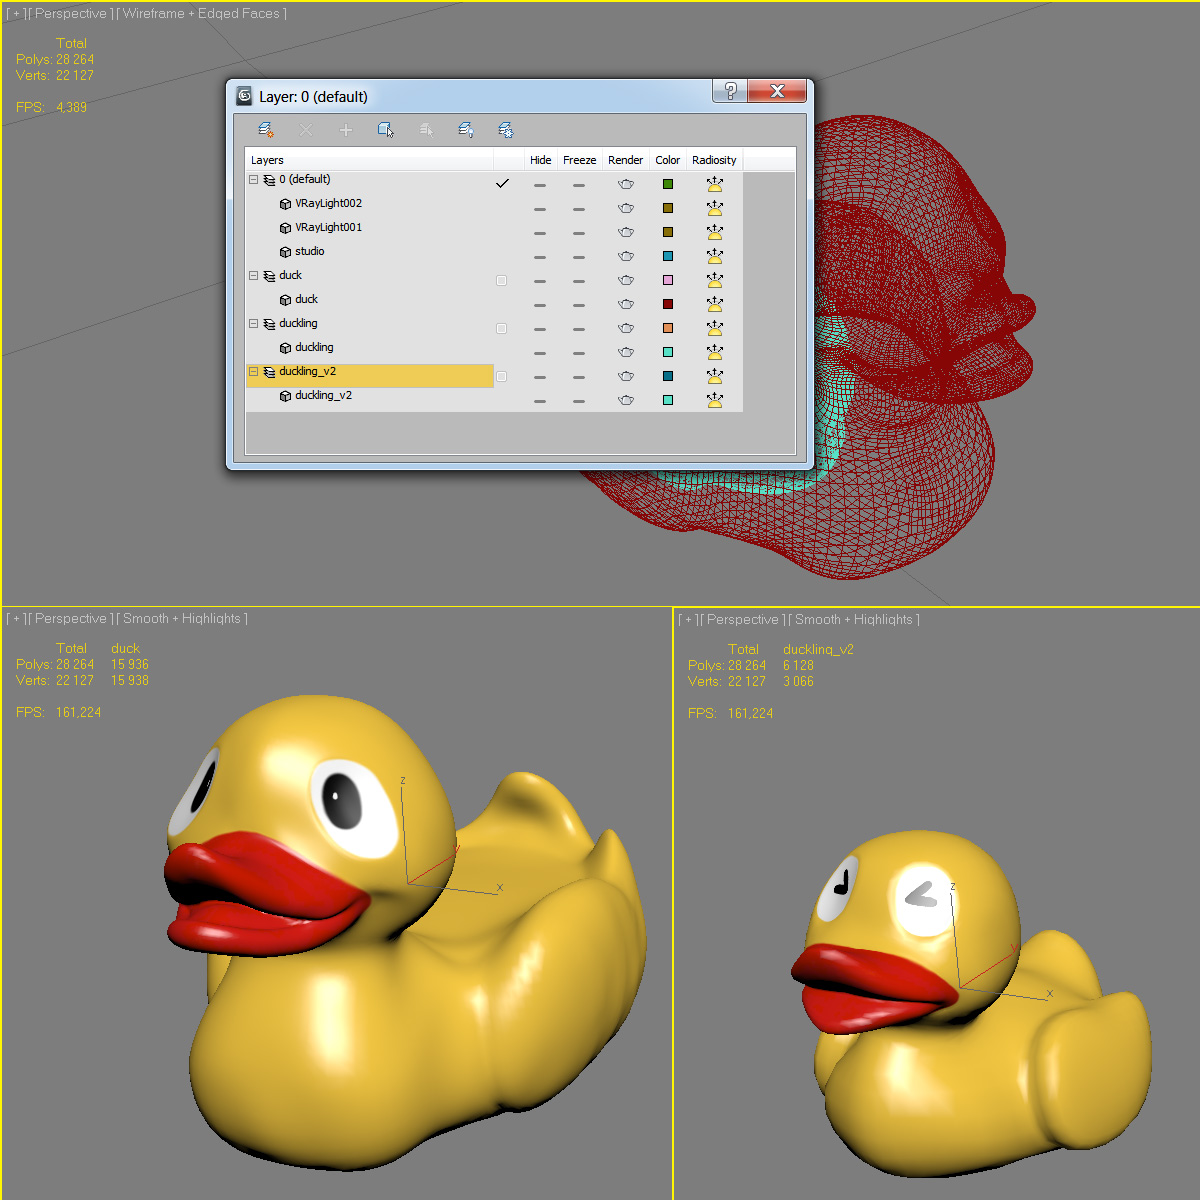 [ + ][ Perspective ][ Wireframe + Edged Faces ]
Total
Polys: 28 264
Verts: 22 127
FPS: 4,389
Layer: 0 (default)
Layers Hide Freeze Render Color Radiosity
0 (default)
VRayLight002
VRayLight001
studio
duck
duck
duckling
duckling
duckling_v2
duckling_v2
[ + ][ Perspective ][ Smooth + Highlights ]
Total duck
Polys: 28 264 15 936
Verts: 22 127 15 938
FPS: 161,224
z
y
x
[ + ][ Perspective ][ Smooth + Highlights ]
Total duckling_v2
Polys: 28 264 6 128
Verts: 22 127 3 066
FPS: 161,224
z
y
x